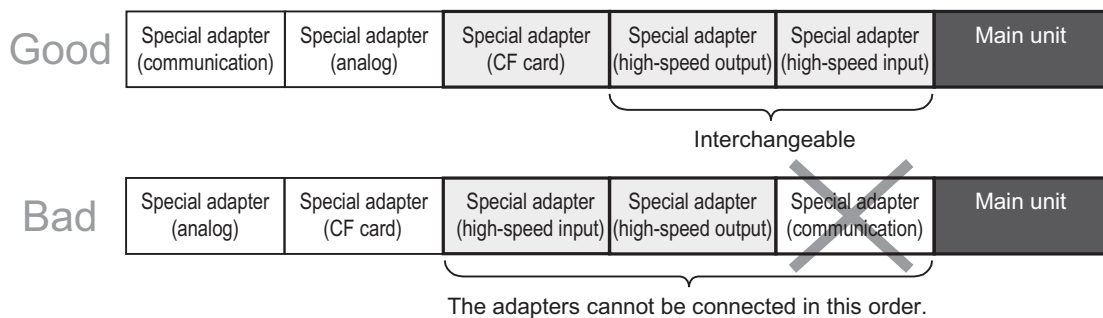 Good
Special adapter
(communication)
Special adapter
(analog)
Special adapter
(CF card)
Special adapter
(high-speed output)
Special adapter
(high-speed input)
Main unit
Interchangeable
Bad
Special adapter
(analog)
Special adapter
(CF card)
Special adapter
(high-speed input)
Special adapter
(high-speed output)
Special adapter
(communication)
Main unit
The adapters cannot be connected in this order.